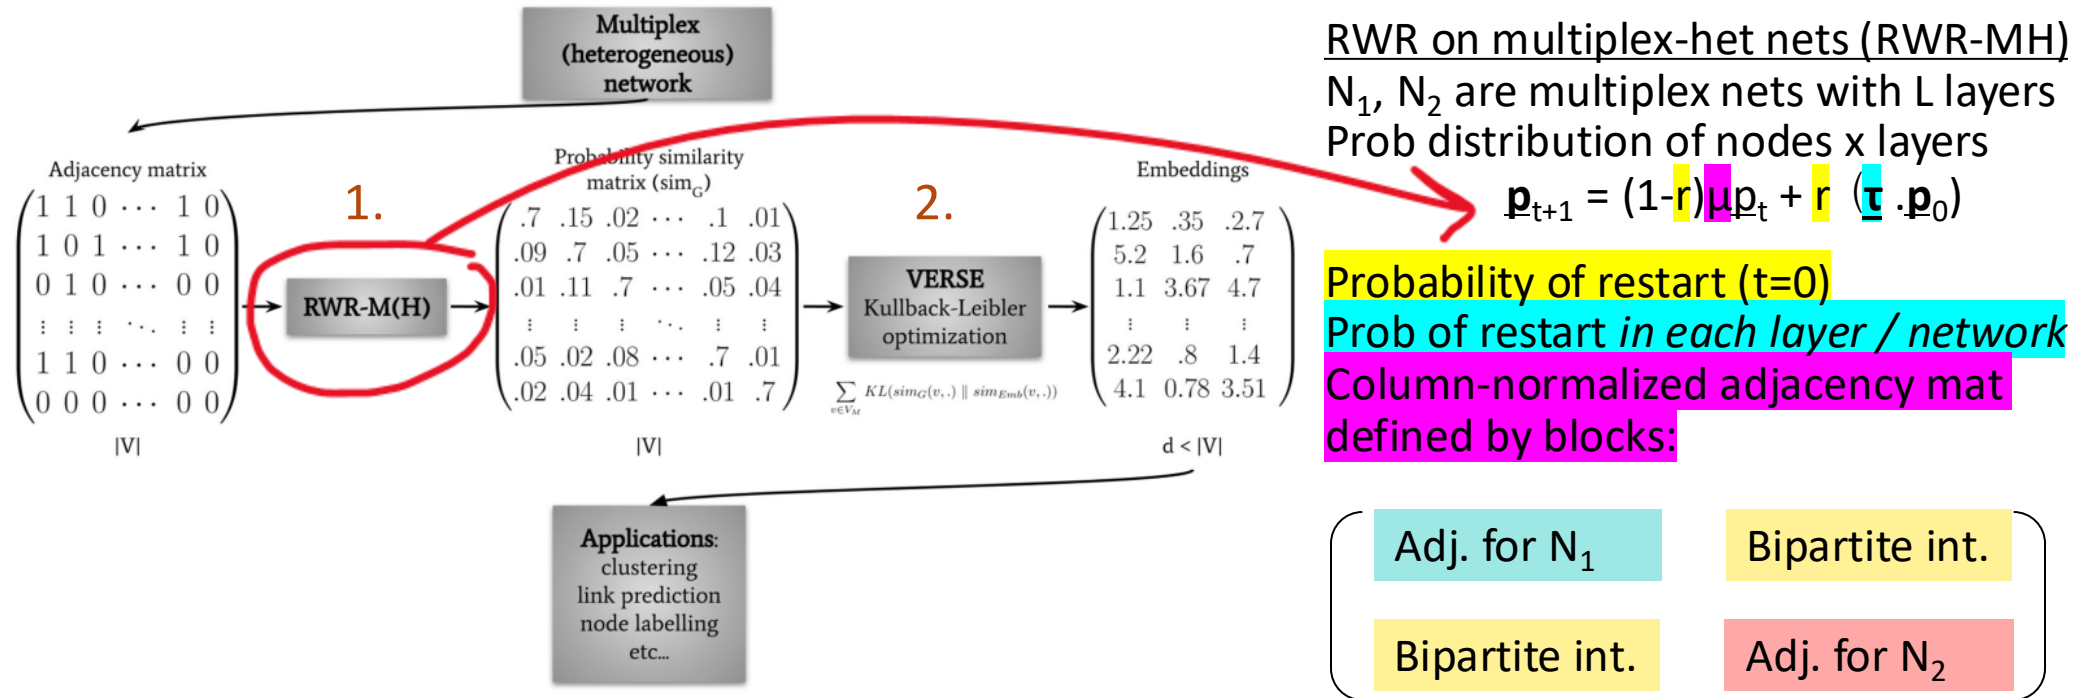 Multiplex
(heterogeneous)
network
Adjacency matrix
1 1 0 ⋯ 1 0
1 0 1 ⋯ 1 0
0 1 0 ⋯ 0 0
⋮ ⋮ ⋮ ⋱ ⋮ ⋮
1 1 0 ⋯ 0 0
0 0 0 ⋯ 0 0
|V|
1.
RWR-M(H)
Probability similarity
matrix (sim_G)
.7 .15 .02 ⋯ .1 .01
.09 .7 .05 ⋯ .12 .03
.01 .11 .7 ⋯ .05 .04
⋮ ⋮ ⋮ ⋱ ⋮ ⋮
.05 .02 .08 ⋯ .7 .01
.02 .04 .01 ⋯ .01 .7
|V|
2.
VERSE
Kullback-Leibler
optimization
∑_{v∈V_M} KL(sim_G(v,.) ∥ sim_Emb(v,.))
Embeddings
1.25 .35 .2.7
5.2 1.6 .7
1.1 3.67 4.7
⋮ ⋮ ⋮
2.22 .8 1.4
4.1 0.78 3.51
d < |V|
Applications:
clustering
link prediction
node labelling
etc...
RWR on multiplex-het nets (RWR-MH)
N₁, N₂ are multiplex nets with L layers
Prob distribution of nodes x layers
p_{t+1} = (1-r)μp_t + r (τ .p₀)
Probability of restart (t=0)
Prob of restart in each layer / network
Column-normalized adjacency mat
defined by blocks:
Adj. for N₁ Bipartite int.
Bipartite int. Adj. for N₂